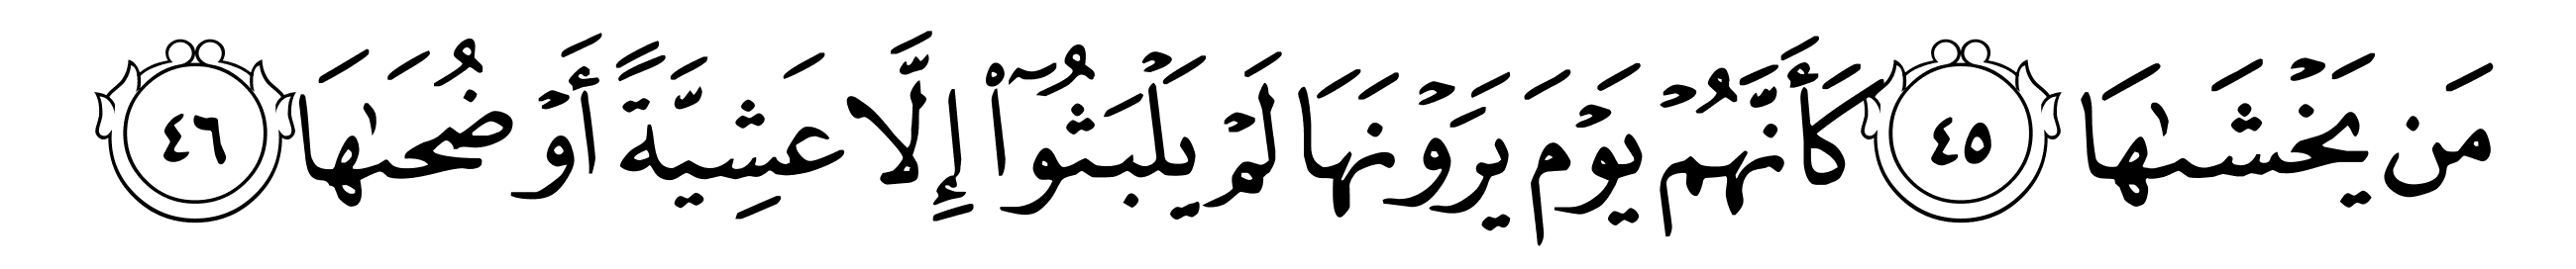 مَن يَخْشَىٰهَا ٤٥ كَأَنَّهُمْ يَوْمَ يَرَوْنَهَا لَمْ يَلْبَثُوٓا۟ إِلَّا عَشِيَّةً أَوْ ضُحَىٰهَا ٤٦